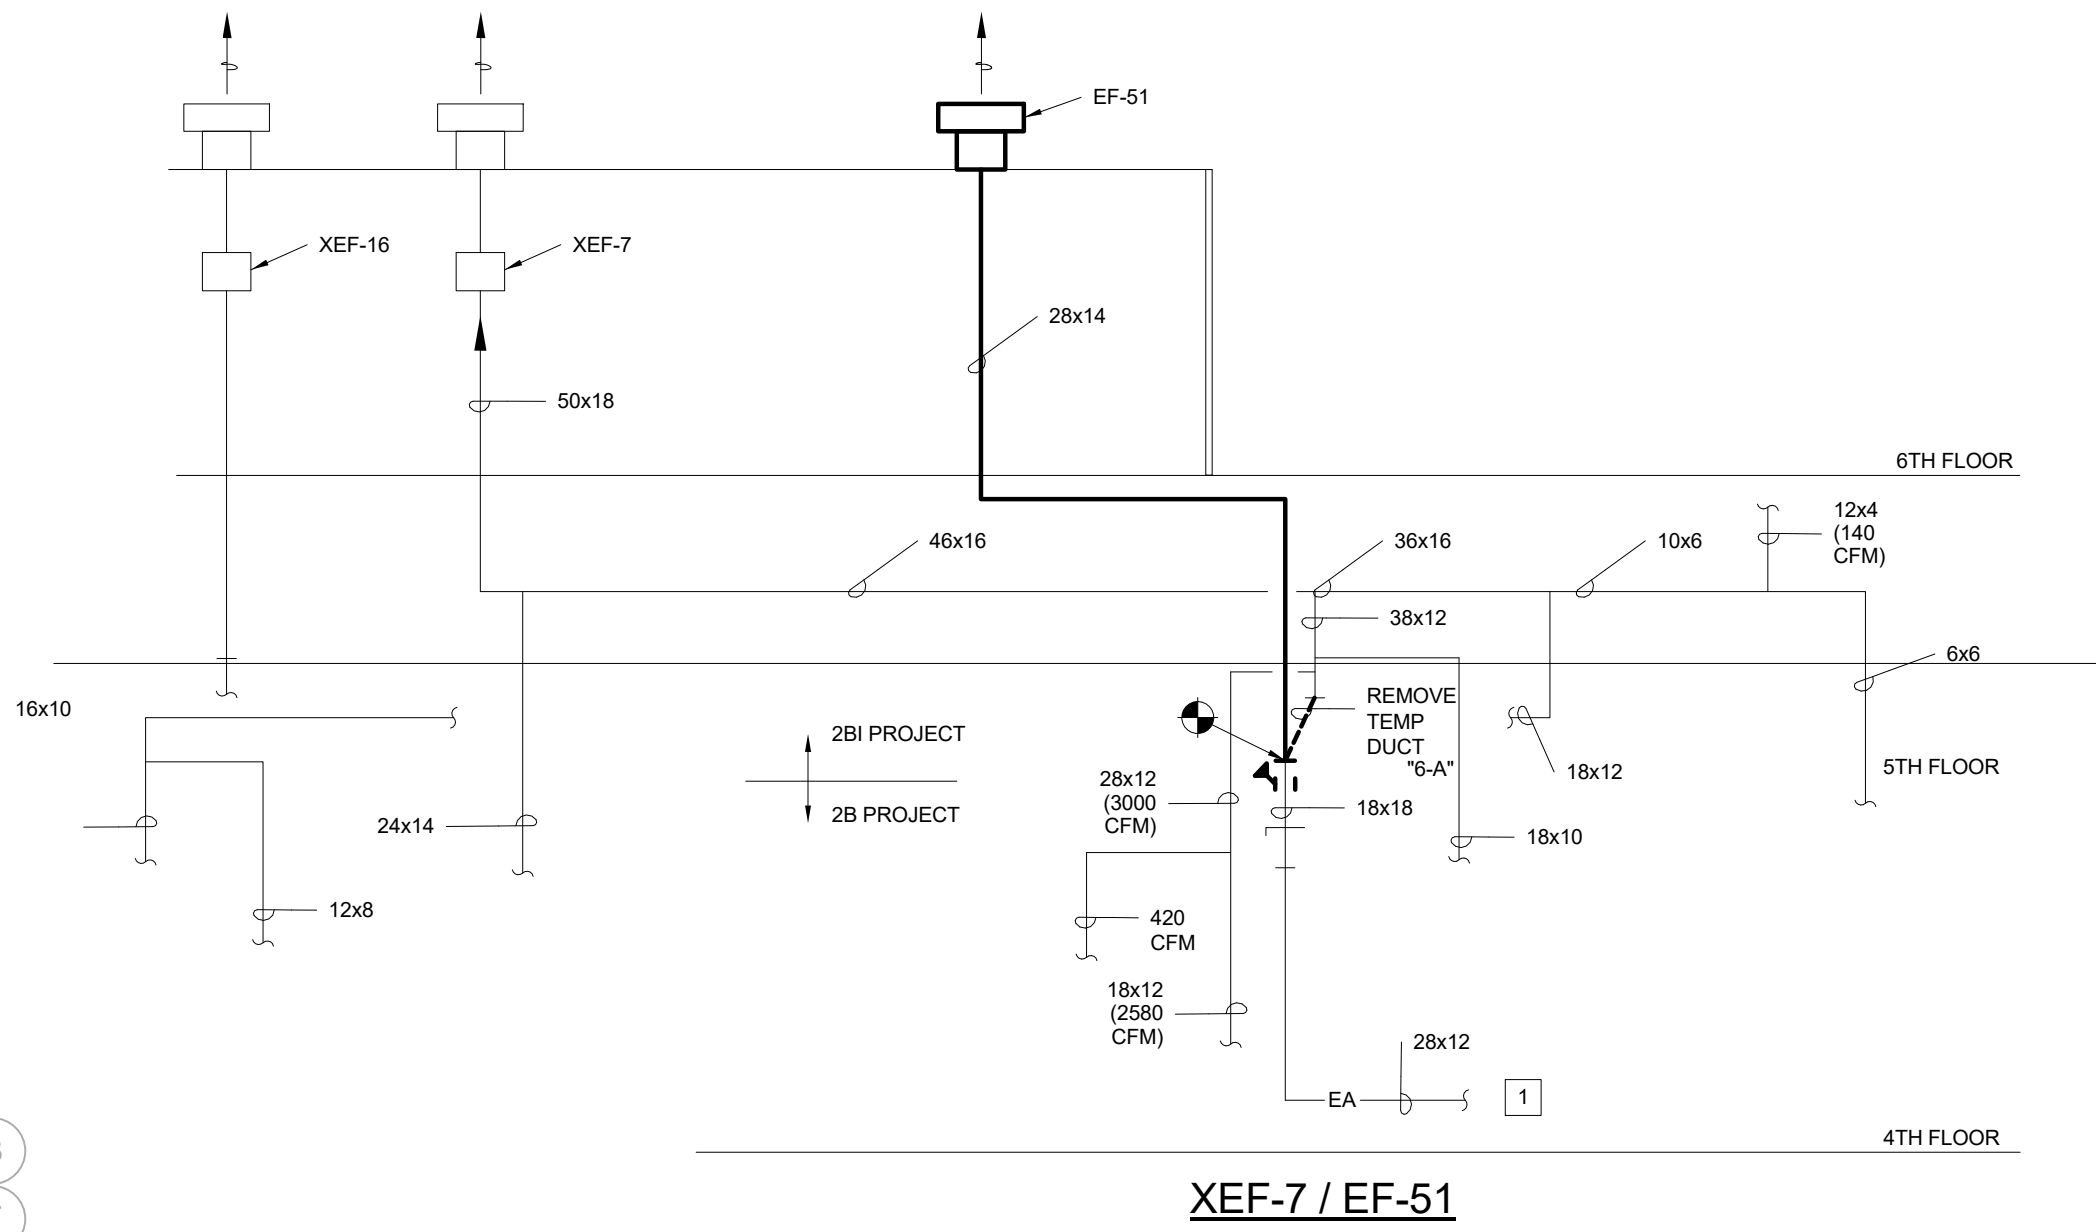 EF-51
XEF-16
XEF-7
28x14
50x18
6TH FLOOR
12x4
(140
CFM)
46x16
36x16
10x6
38x12
6x6
16x10
REMOVE
TEMP
DUCT
"6-A"
2BI PROJECT
2B PROJECT
28x12
(3000
CFM)
18x12
5TH FLOOR
18x18
24x14
18x10
12x8
420
CFM
18x12
(2580
CFM)
28x12
EA
1
4TH FLOOR
XEF-7 / EF-51